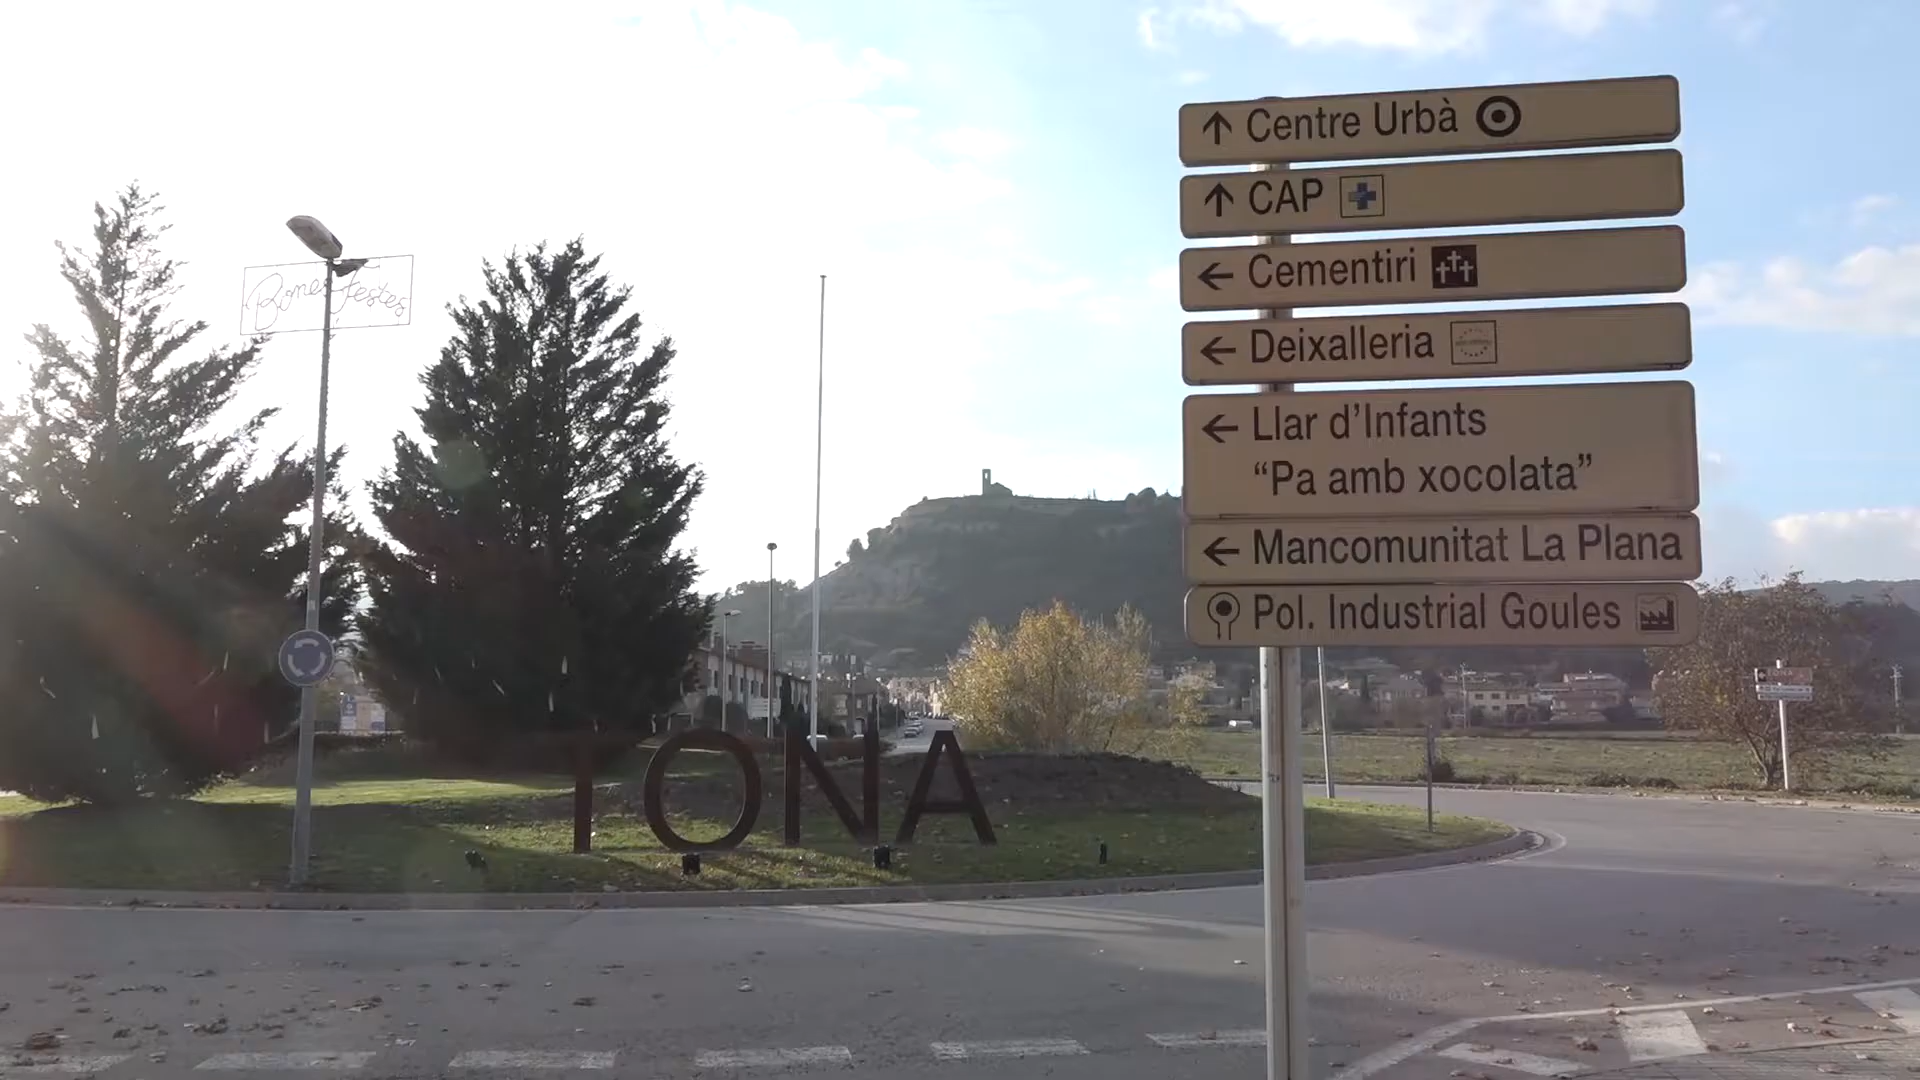 Bones Festes
TONA
Centre Urbà
CAP
Cementiri
Deixalleria
Llar d'Infants
“Pa amb xocolata”
Mancomunitat La Plana
Pol. Industrial Goules